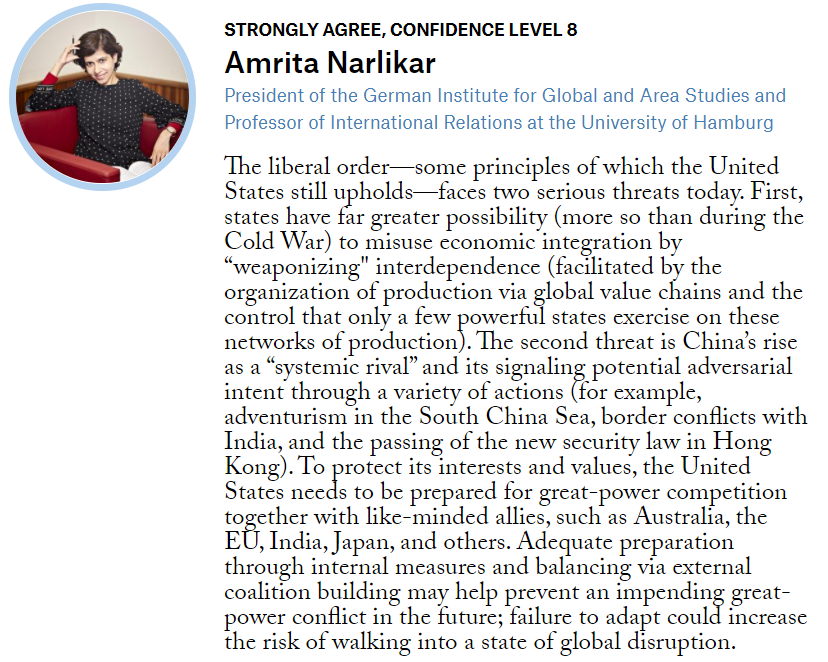 STRONGLY AGREE, CONFIDENCE LEVEL 8
Amrita Narlikar
President of the German Institute for Global and Area Studies and
Professor of International Relations at the University of Hamburg
The liberal order—some principles of which the United
States still upholds—faces two serious threats today. First,
states have far greater possibility (more so than during the
Cold War) to misuse economic integration by
“weaponizing" interdependence (facilitated by the
organization of production via global value chains and the
control that only a few powerful states exercise on these
networks of production). The second threat is China’s rise
as a “systemic rival” and its signaling potential adversarial
intent through a variety of actions (for example,
adventurism in the South China Sea, border conflicts with
India, and the passing of the new security law in Hong
Kong). To protect its interests and values, the United
States needs to be prepared for great-power competition
together with like-minded allies, such as Australia, the
EU, India, Japan, and others. Adequate preparation
through internal measures and balancing via external
coalition building may help prevent an impending great-
power conflict in the future; failure to adapt could increase
the risk of walking into a state of global disruption.